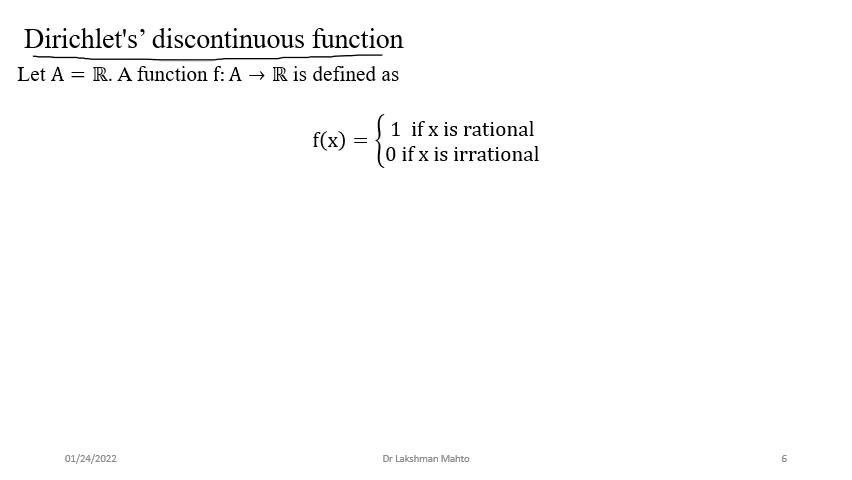 Dirichlet's’ discontinuous function
Let A = ℝ. A function f: A → ℝ is defined as
f(x) = { 1 if x is rational
0 if x is irrational
01/24/2022 Dr Lakshman Mahto 6